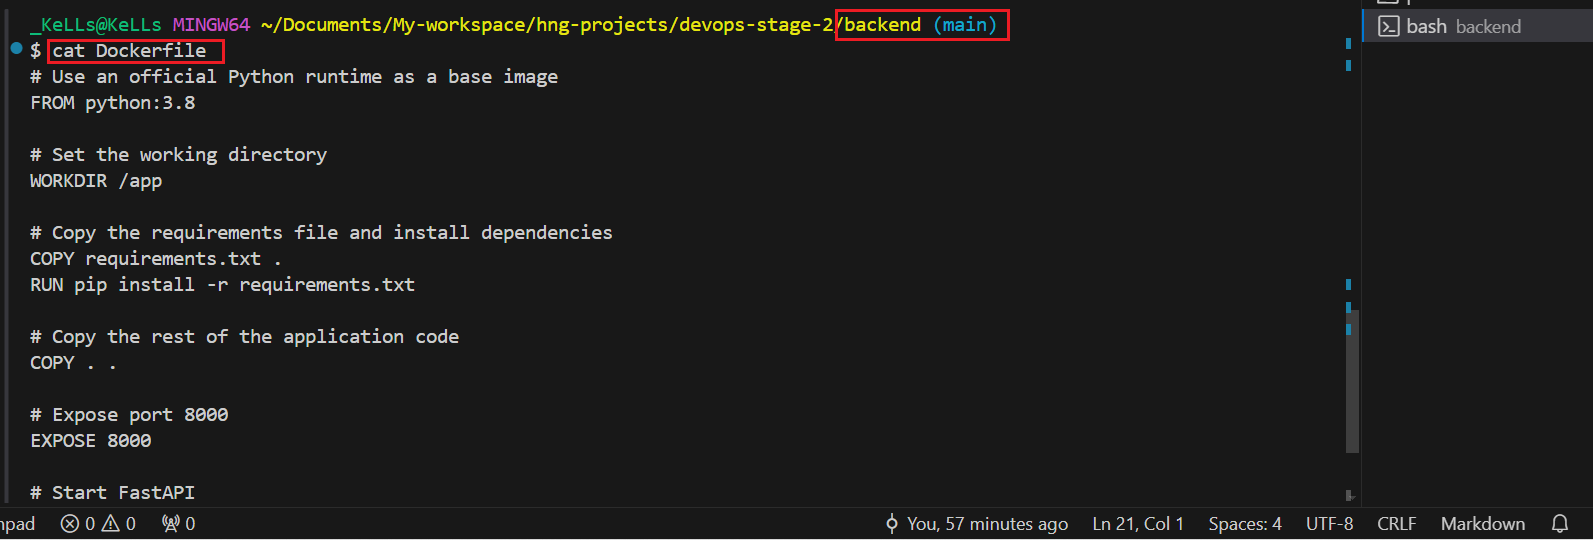 _KeLLs@KeLLs MINGW64 ~/Documents/My-workspace/hng-projects/devops-stage-2/backend (main)
$ cat Dockerfile
# Use an official Python runtime as a base image
FROM python:3.8
# Set the working directory
WORKDIR /app
# Copy the requirements file and install dependencies
COPY requirements.txt .
RUN pip install -r requirements.txt
# Copy the rest of the application code
COPY . .
# Expose port 8000
EXPOSE 8000
# Start FastAPI
bash backend
npad 0 0 0 You, 57 minutes ago Ln 21, Col 1 Spaces: 4 UTF-8 CRLF Markdown